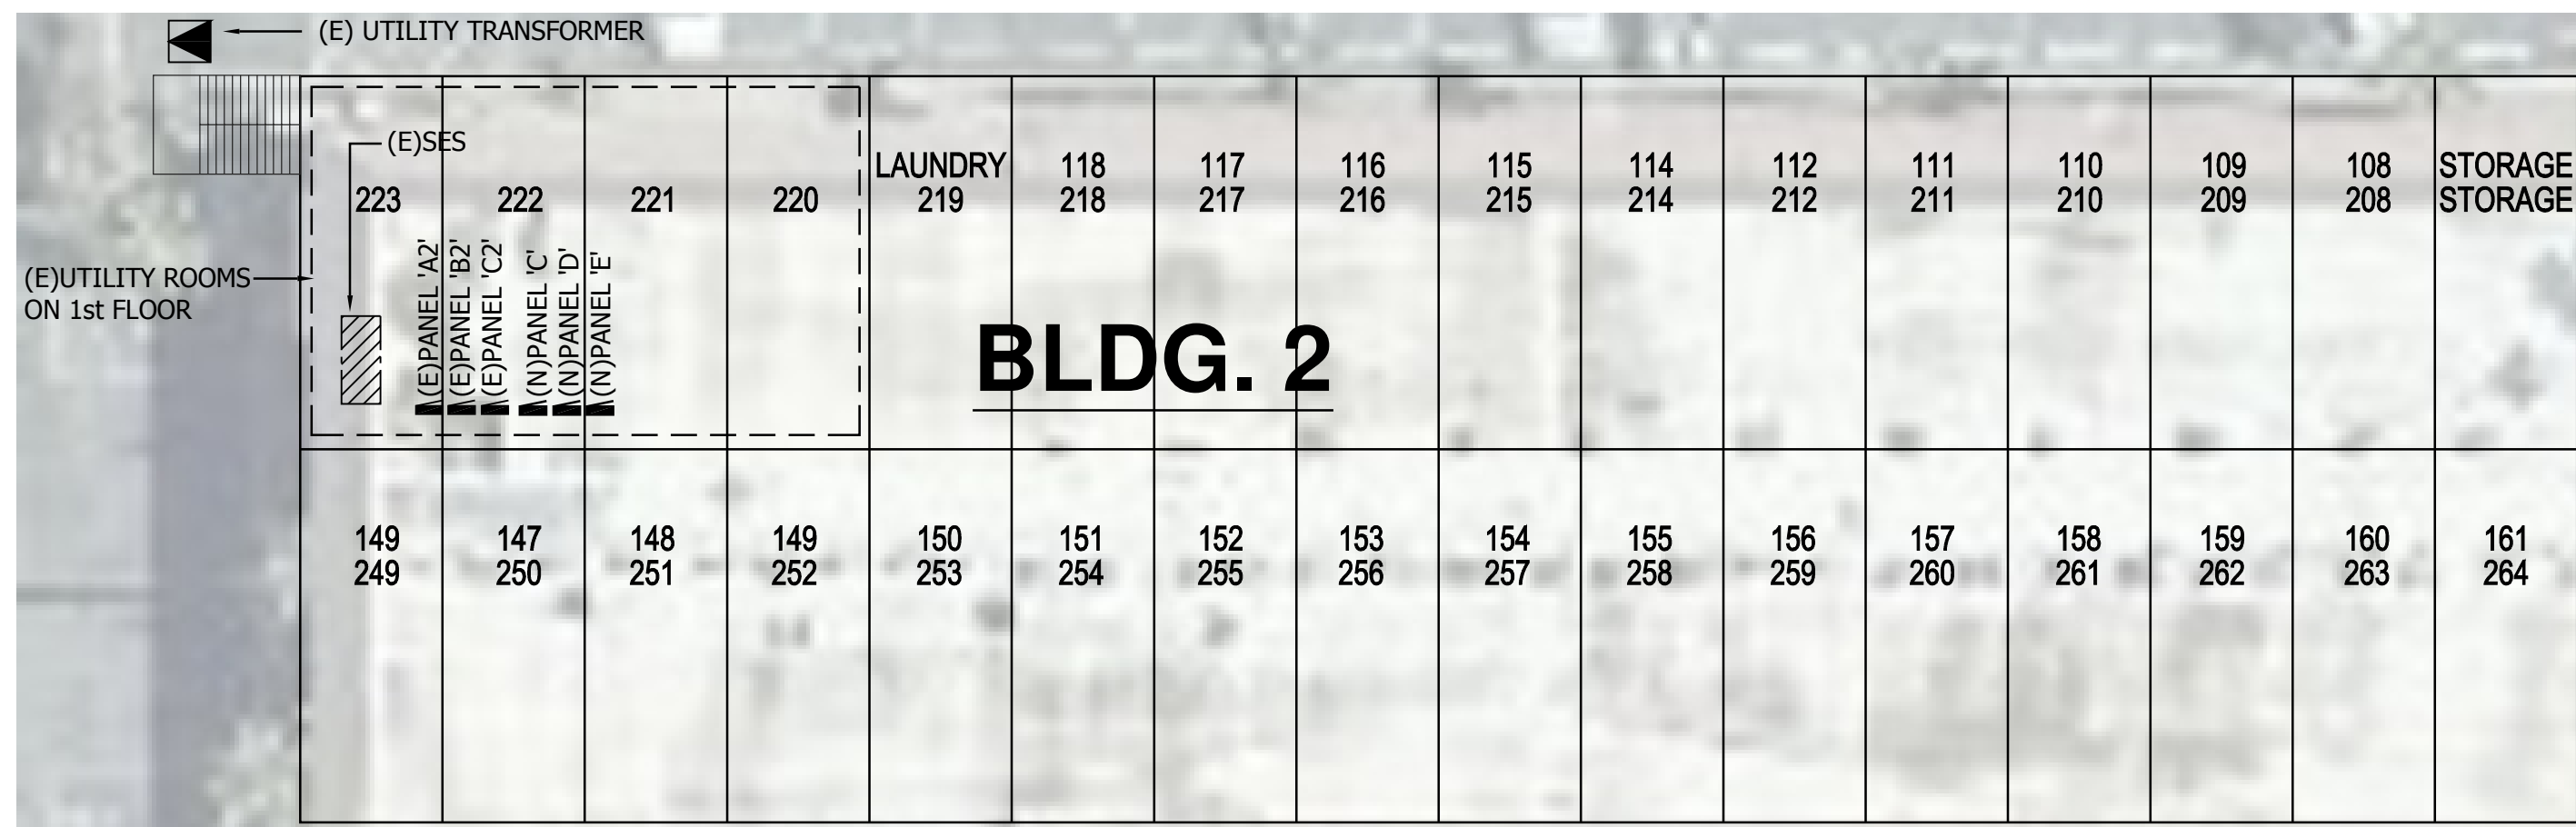 (E) UTILITY TRANSFORMER
(E)SES
LAUNDRY 118 117 116 115 114 112 111 110 109 108 STORAGE
223 222 221 220 219 218 217 216 215 214 212 211 210 209 208 STORAGE
(E)UTILITY ROOMS
ON 1st FLOOR
(E)PANEL 'A2'
(E)PANEL 'B2'
(E)PANEL 'C2'
(N)PANEL 'C'
(N)PANEL 'D'
(N)PANEL 'E'
BLDG. 2
149 147 148 149 150 151 152 153 154 155 156 157 158 159 160 161
249 250 251 252 253 254 255 256 257 258 259 260 261 262 263 264